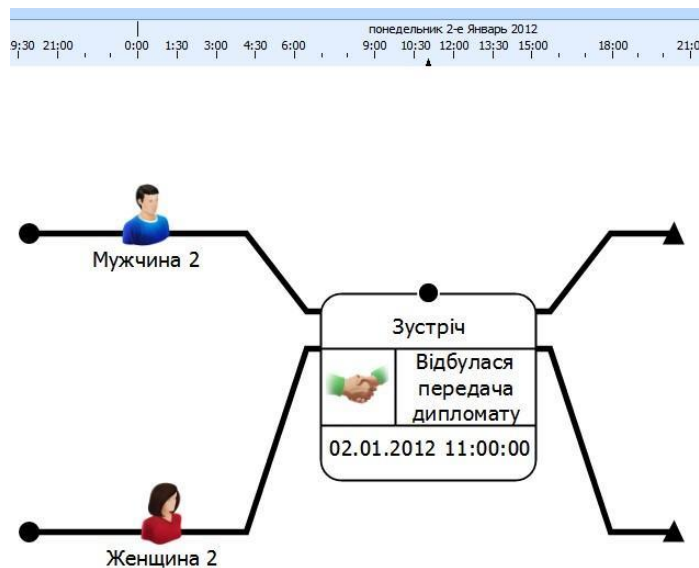 понедельник 2-е Январь 2012
9:30 21:00 0:00 1:30 3:00 4:30 6:00 9:00 10:30 12:00 13:30 15:00 18:00 21:0
Мужчина 2
Зустріч
Відбулася
передача
дипломату
02.01.2012 11:00:00
Женщина 2